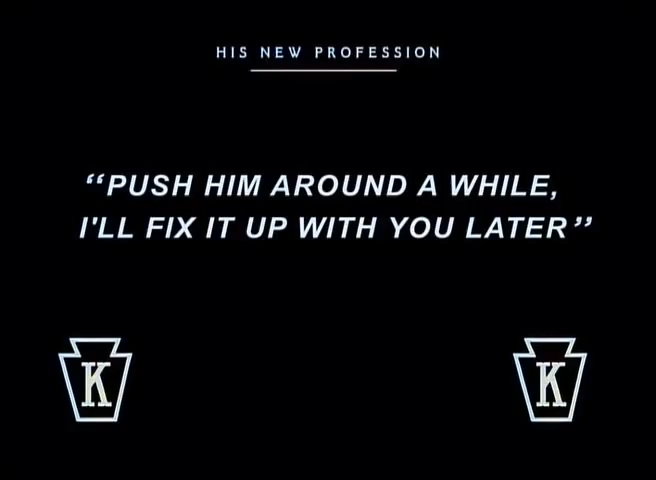 HIS NEW PROFESSION
“PUSH HIM AROUND A WHILE,
I'LL FIX IT UP WITH YOU LATER”
K K